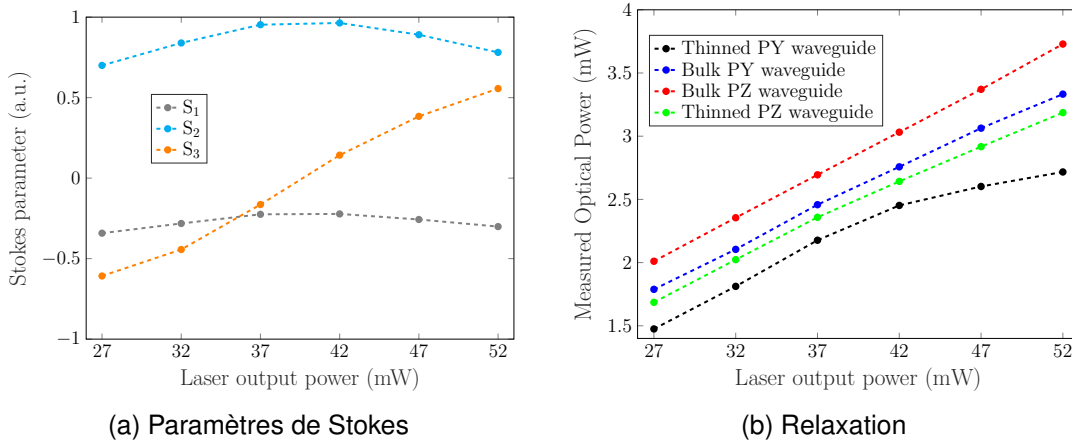 1
0.5
0
−0.5
−1
Stokes parameter (a.u.)
S1
S2
S3
27 32 37 42 47 52
Laser output power (mW)
(a) Paramètres de Stokes
4
3.5
3
2.5
2
1.5
Measured Optical Power (mW)
Thinned PY waveguide
Bulk PY waveguide
Bulk PZ waveguide
Thinned PZ waveguide
27 32 37 42 47 52
Laser output power (mW)
(b) Relaxation